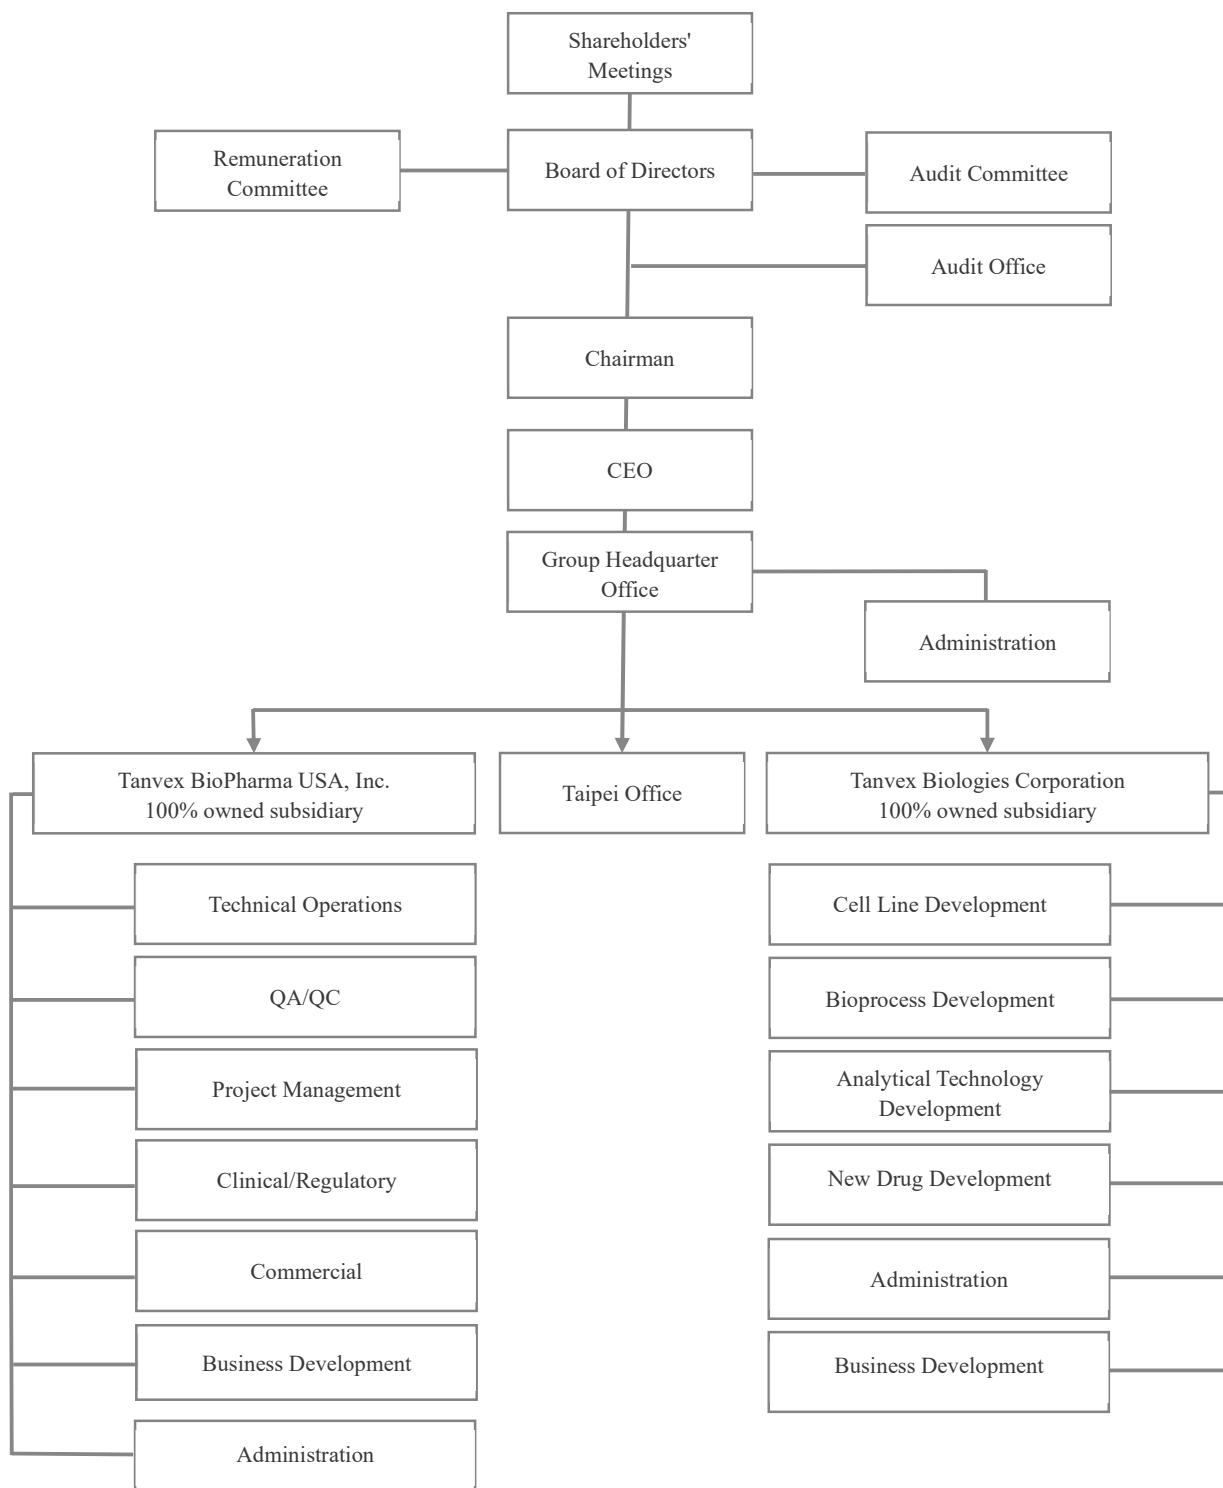 Shareholders'
Meetings
Remuneration
Committee
Board of Directors
Audit Committee
Audit Office
Chairman
CEO
Group Headquarter
Office
Administration
Tanvex BioPharma USA, Inc.
100% owned subsidiary
Taipei Office
Tanvex Biologies Corporation
100% owned subsidiary
Technical Operations
QA/QC
Project Management
Clinical/Regulatory
Commercial
Business Development
Administration
Cell Line Development
Bioprocess Development
Analytical Technology
Development
New Drug Development
Administration
Business Development